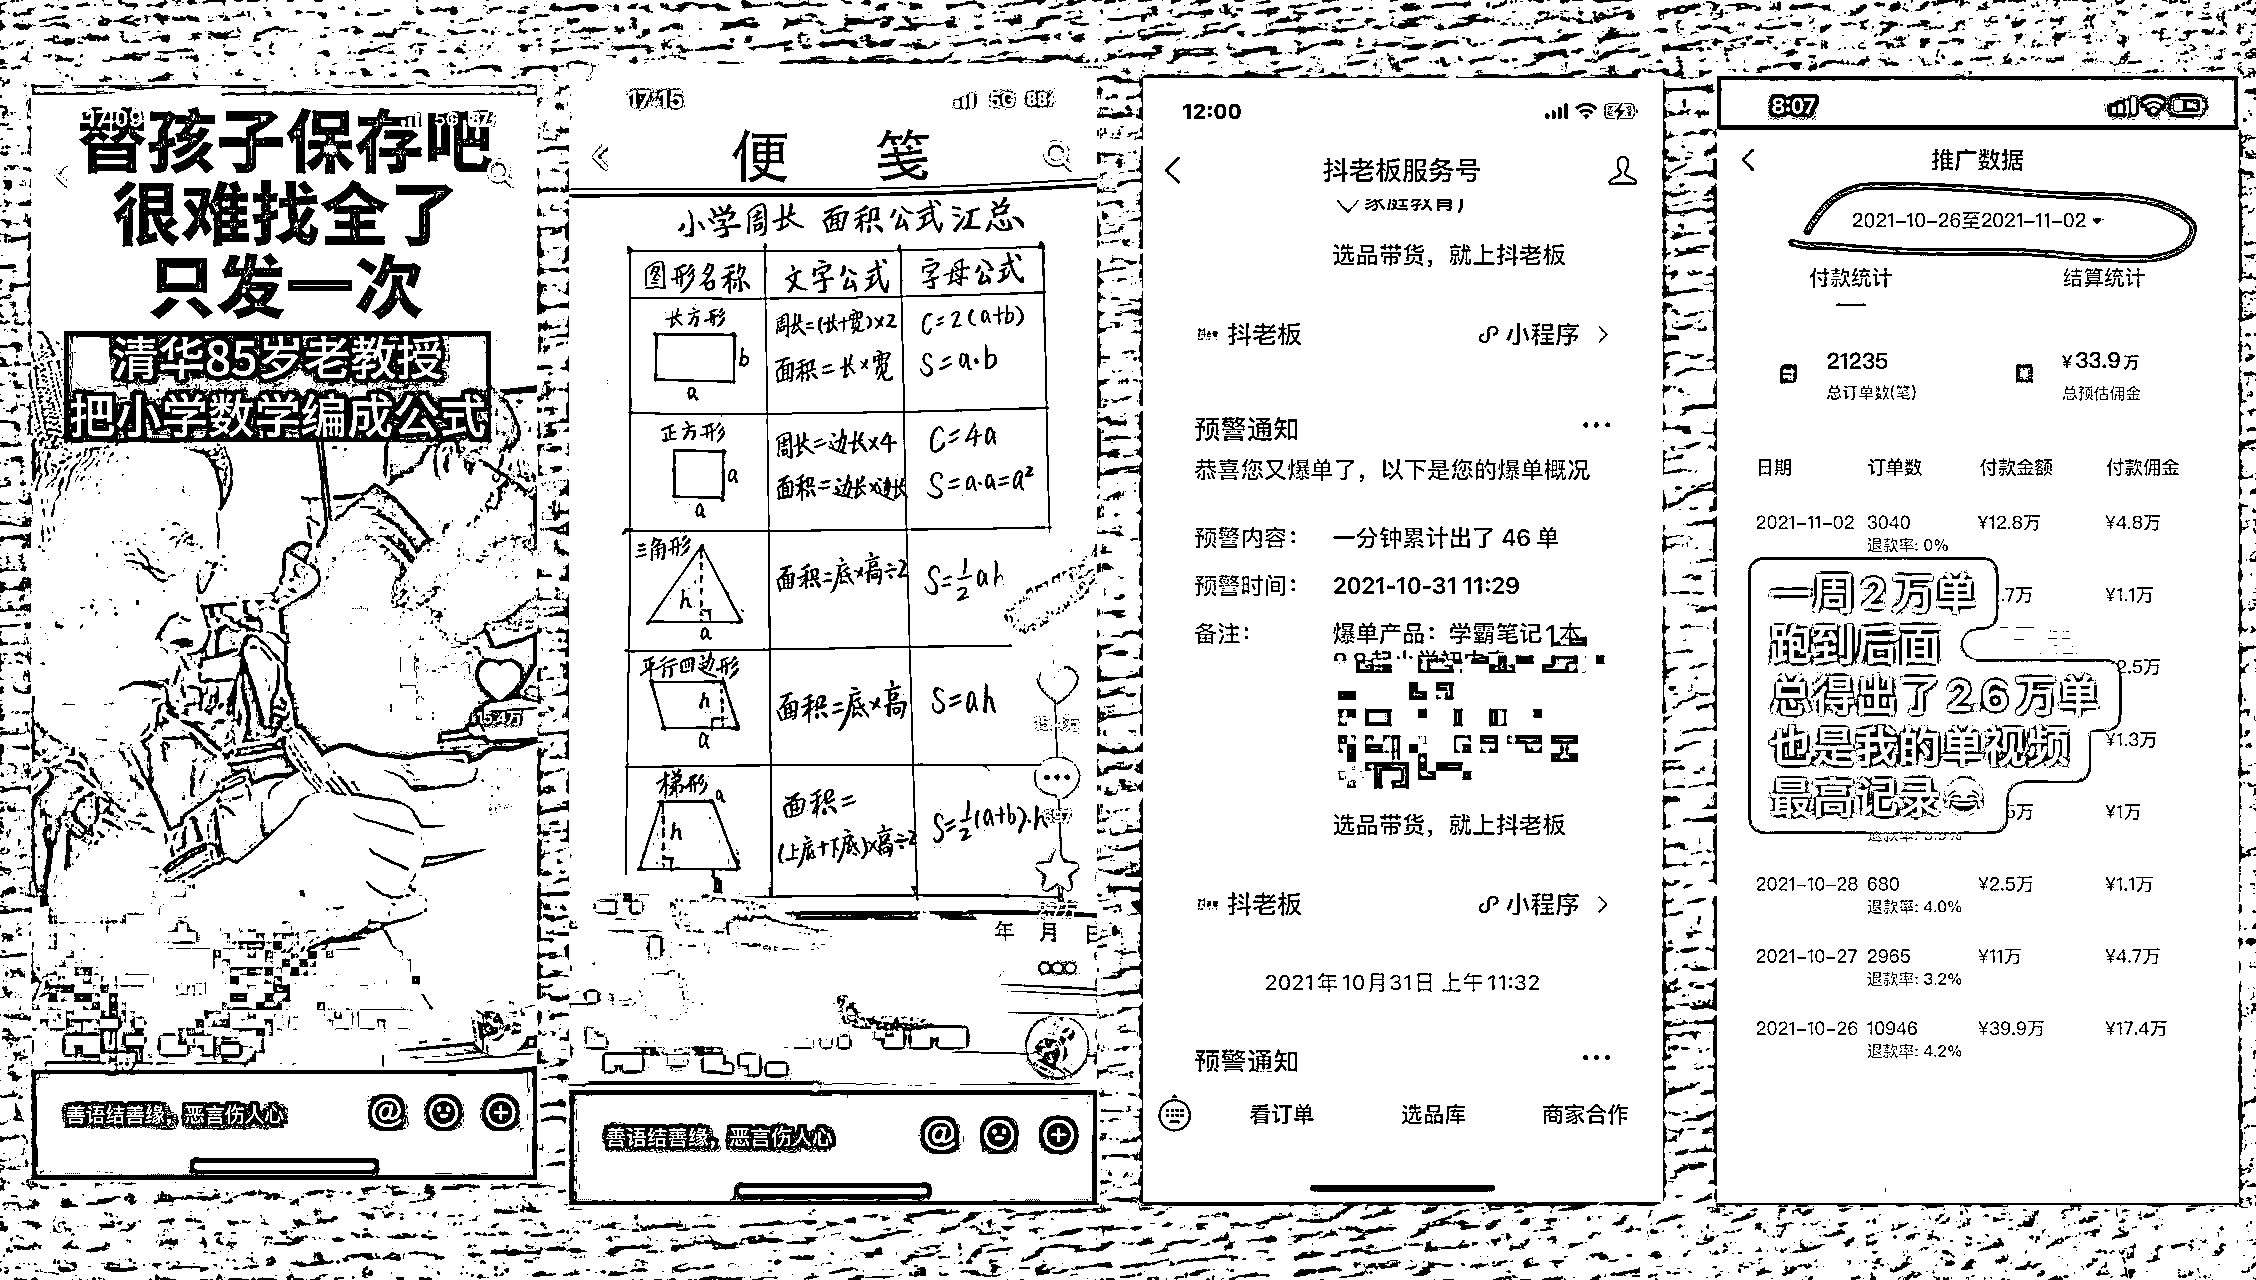 17:09
替孩子保存吧
很难找全了
只发一次
清华85岁老教授
把小学数学编成公式
15.4万
善语结善缘，恶言伤人心
17:15
5G
便 笺
小学周长 面积公式汇总
图形名称 文字公式 字母公式
长方形 周长=(长+宽)×2 C=2(a+b)
面积=长×宽 S=a·b
b
a
正方形 周长=边长×4 C=4a
面积=边长×边长 S=a·a=a²
a
a
三角形 面积=底×高÷2 S=½ah
h
a
平行四边形 面积=底×高 S=ah
h
a
梯形 面积=
(上底+下底)×高÷2 S=½(a+b)·h
a
h
年 月 日
善语结善缘，恶言伤人心
12:00
抖老板服务号
家庭教育）
选品带货，就上抖老板
抖老板 小程序
预警通知
恭喜您又爆单了，以下是您的爆单概况
预警内容： 一分钟累计出了 46 单
预警时间： 2021-10-31 11:29
备注： 爆单产品：学霸笔记1本
选品带货，就上抖老板
抖老板 小程序
2021年10月31日 上午11:32
预警通知
看订单 选品库 商家合作
8:07
推广数据
2021-10-26至2021-11-02
付款统计 结算统计
21235 ¥33.9万
总订单数(笔) 总预估佣金
日期 订单数 付款金额 付款佣金
2021-11-02 3040 ¥12.8万 ¥4.8万
退款率: 0%
.7万 ¥1.1万
2.5万
¥1.3万
¥1万
一周2万单
跑到后面
总得出了26万单
也是我的单视频
最高记录😂
2021-10-28 680 ¥2.5万 ¥1.1万
退款率: 4.0%
2021-10-27 2965 ¥11万 ¥4.7万
退款率: 3.2%
2021-10-26 10946 ¥39.9万 ¥17.4万
退款率: 4.2%